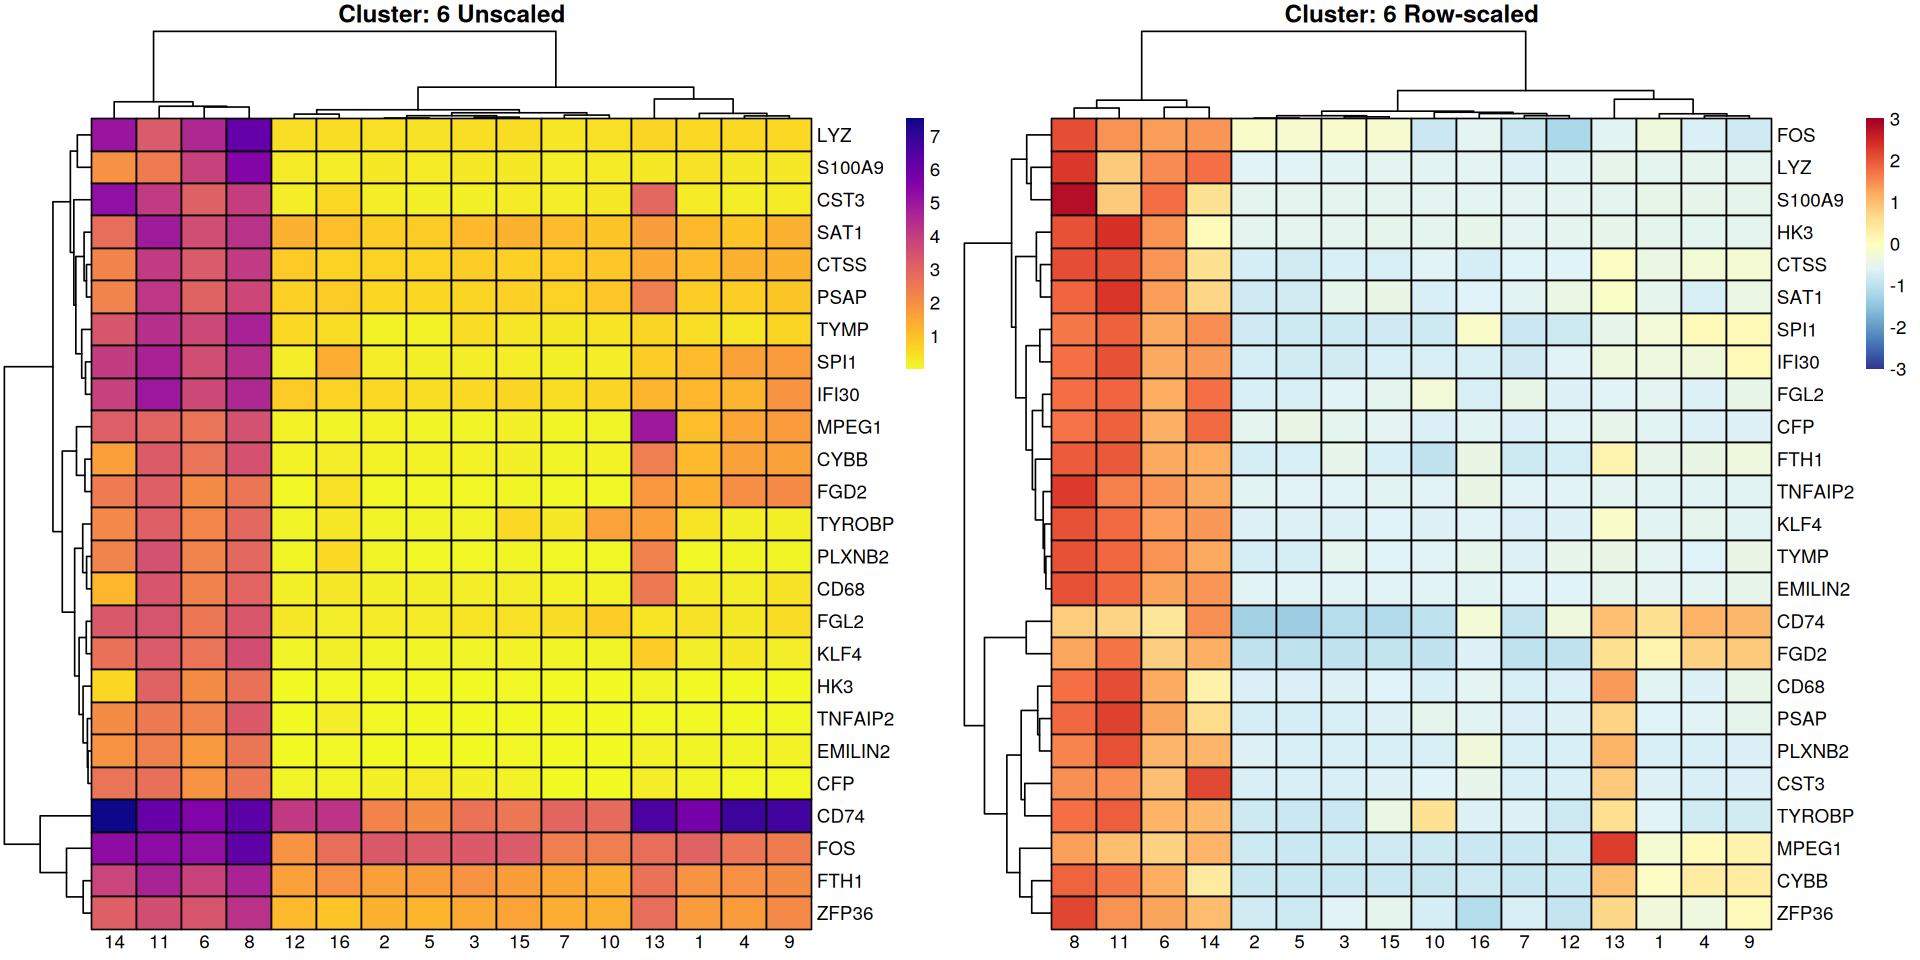 Cluster: 6 Unscaled
LYZ
S100A9
CST3
SAT1
CTSS
PSAP
TYMP
SPI1
IFI30
MPEG1
CYBB
FGD2
TYROBP
PLXNB2
CD68
FGL2
KLF4
HK3
TNFAIP2
EMILIN2
CFP
CD74
FOS
FTH1
ZFP36
14 11 6 8 12 16 2 5 3 15 7 10 13 1 4 9
7
6
5
4
3
2
1
Cluster: 6 Row-scaled
FOS
LYZ
S100A9
HK3
CTSS
SAT1
SPI1
IFI30
FGL2
CFP
FTH1
TNFAIP2
KLF4
TYMP
EMILIN2
CD74
FGD2
CD68
PSAP
PLXNB2
CST3
TYROBP
MPEG1
CYBB
ZFP36
8 11 6 14 2 5 3 15 10 16 7 12 13 1 4 9
3
2
1
0
-1
-2
-3